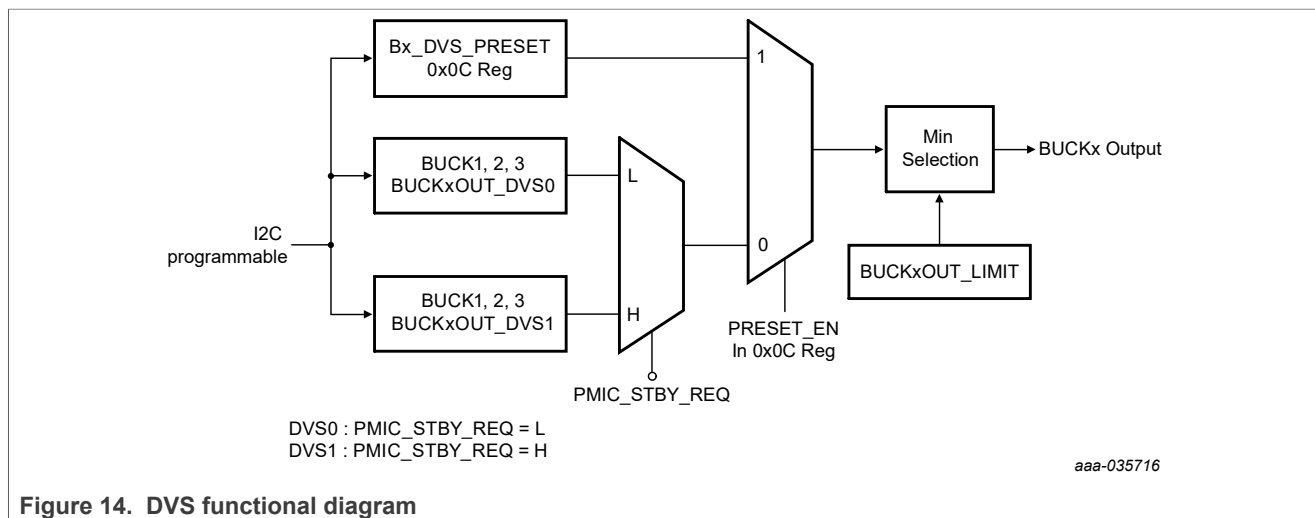 Bx_DVS_PRESET
0x0C Reg
1
BUCK1, 2, 3
BUCKxOUT_DVS0
L
Min
Selection
BUCKx Output
I2C
programmable
0
BUCKxOUT_LIMIT
BUCK1, 2, 3
BUCKxOUT_DVS1
H
PRESET_EN
In 0x0C Reg
PMIC_STBY_REQ
DVS0 : PMIC_STBY_REQ = L
DVS1 : PMIC_STBY_REQ = H
aaa-035716
Figure 14. DVS functional diagram